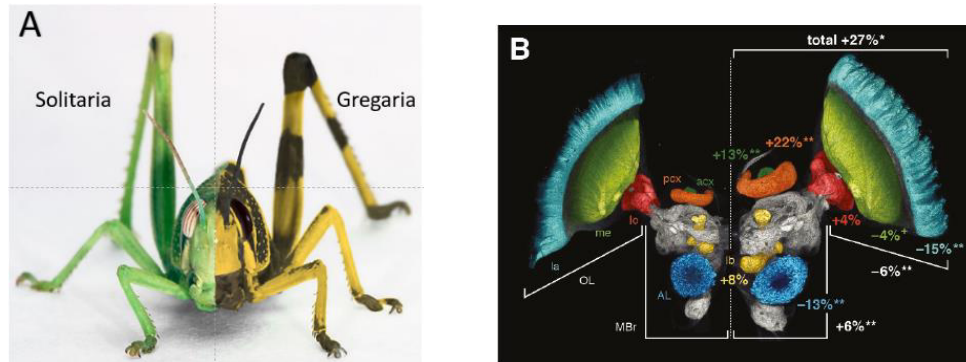 A
Solitaria
Gregaria
B
total +27%*
+13%**
+22%**
pcx
acx
lo
me
la
OL
+4%
−4%+
−15%**
−6%**
lb
+8%
AL
−13%**
MBr
+6%**